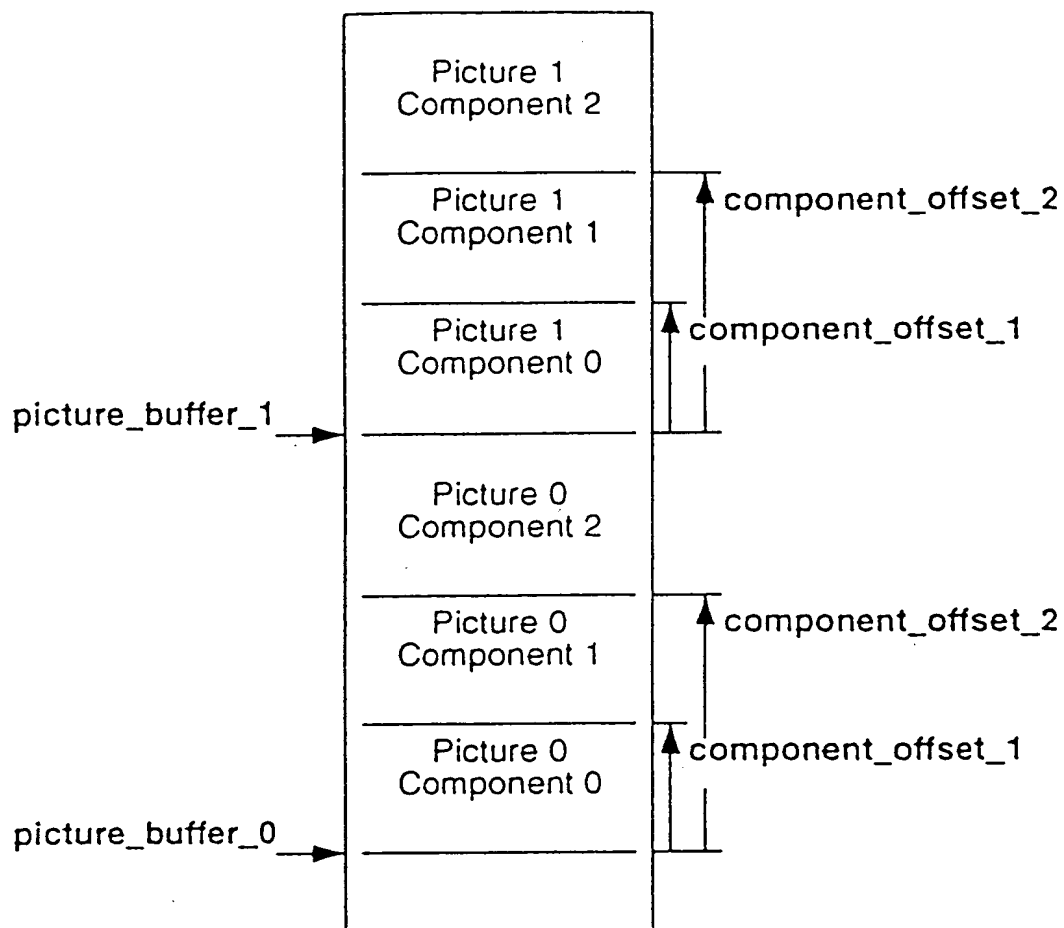 Picture 1
Component 2
Picture 1
Component 1
component_offset_2
Picture 1
Component 0
component_offset_1
picture_buffer_1
Picture 0
Component 2
Picture 0
Component 1
component_offset_2
Picture 0
Component 0
component_offset_1
picture_buffer_0